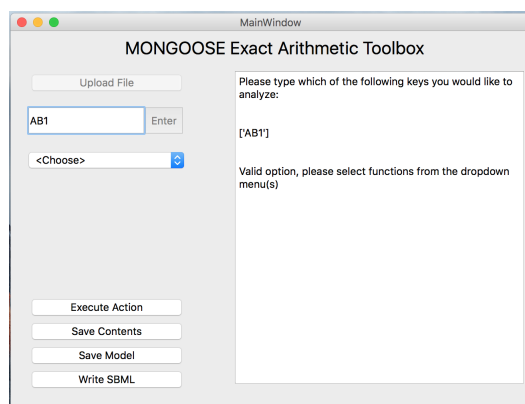 MainWindow
MONGOOSE Exact Arithmetic Toolbox
Upload File
AB1
Enter
<Choose>
Execute Action
Save Contents
Save Model
Write SBML
Please type which of the following keys you would like to
analyze:
['AB1']
Valid option, please select functions from the dropdown
menu(s)